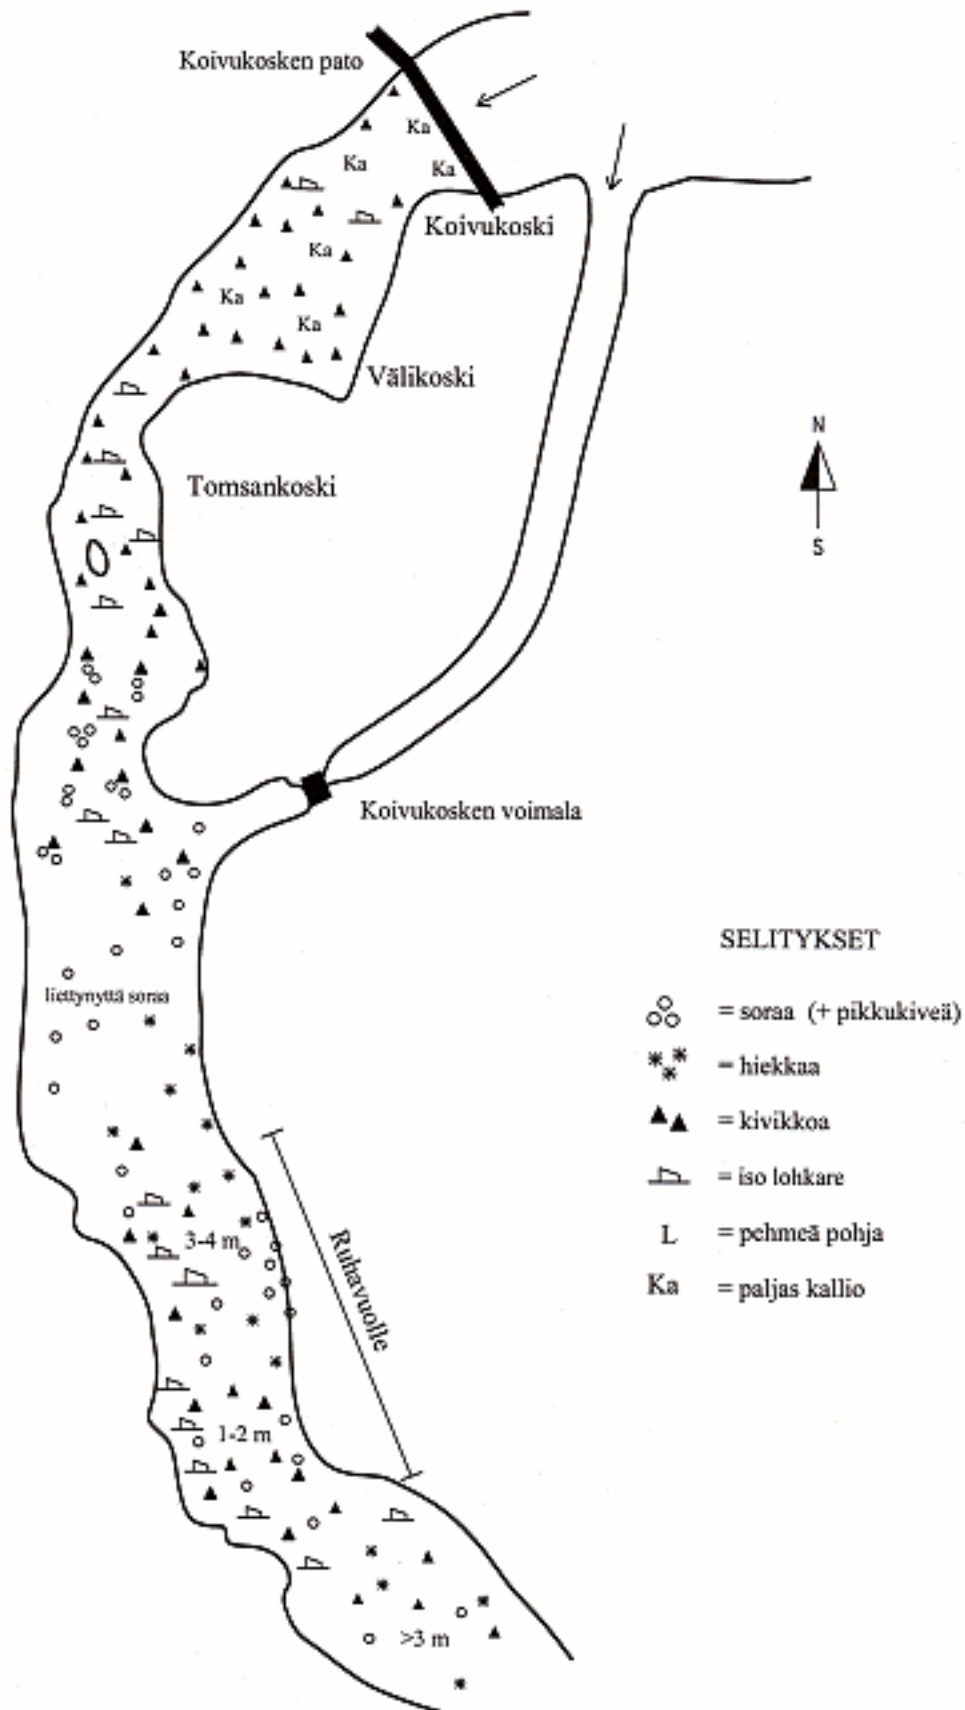 Koivukosken pato
Ka
Ka
Ka
Koivukoski
Ka
Ka
Ka
Välikoski
N
Tomsankoski
S
Koivukosken voimala
SELITYKSET
liettynyttä soraa
= soraa (+ pikkukiveä)
= hiekkaa
= kivikkoa
= iso lohkare
3-4 m
L = pehmeä pohja
Ruhavuolle
Ka = paljas kallio
1-2 m
>3 m